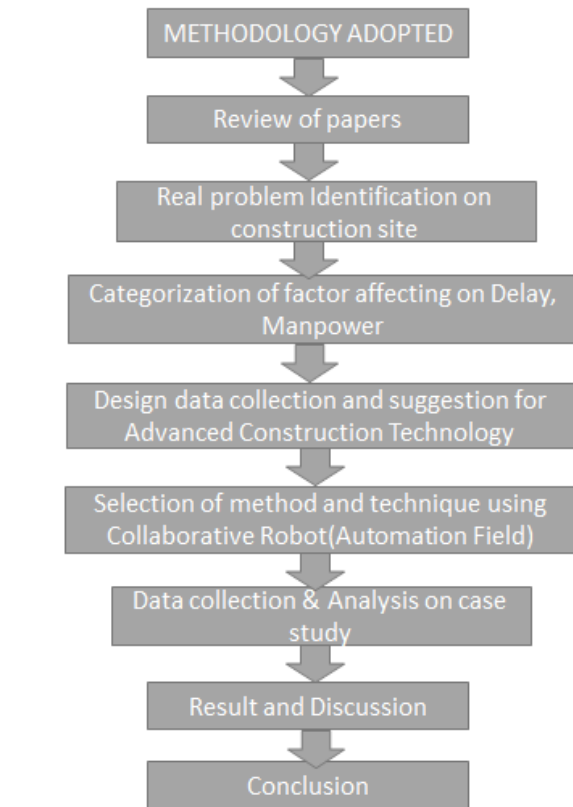 METHODOLOGY ADOPTED
Review of papers
Real problem Identification on
construction site
Categorization of factor affecting on Delay,
Manpower
Design data collection and suggestion for
Advanced Construction Technology
Selection of method and technique using
Collaborative Robot(Automation Field)
Data collection & Analysis on case
study
Result and Discussion
Conclusion